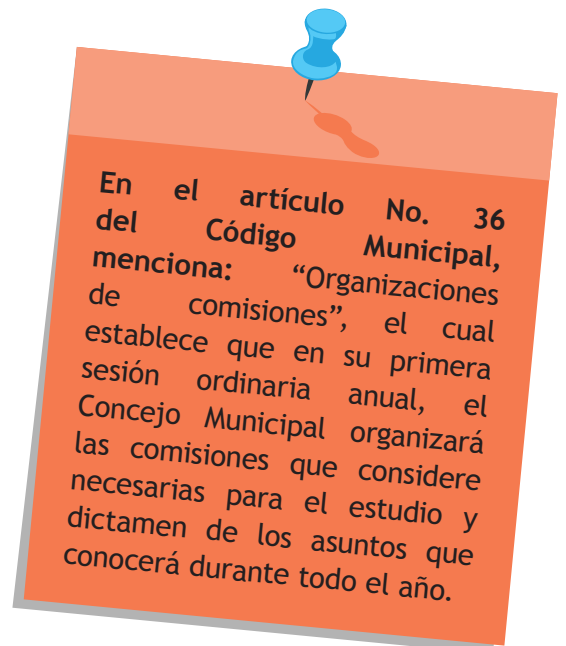 En el artículo No. 36
del Código Municipal,
menciona: “Organizaciones
de comisiones”, el cual
establece que en su primera
sesión ordinaria anual, el
Concejo Municipal organizará
las comisiones que considere
necesarias para el estudio y
dictamen de los asuntos que
conocerá durante todo el año.